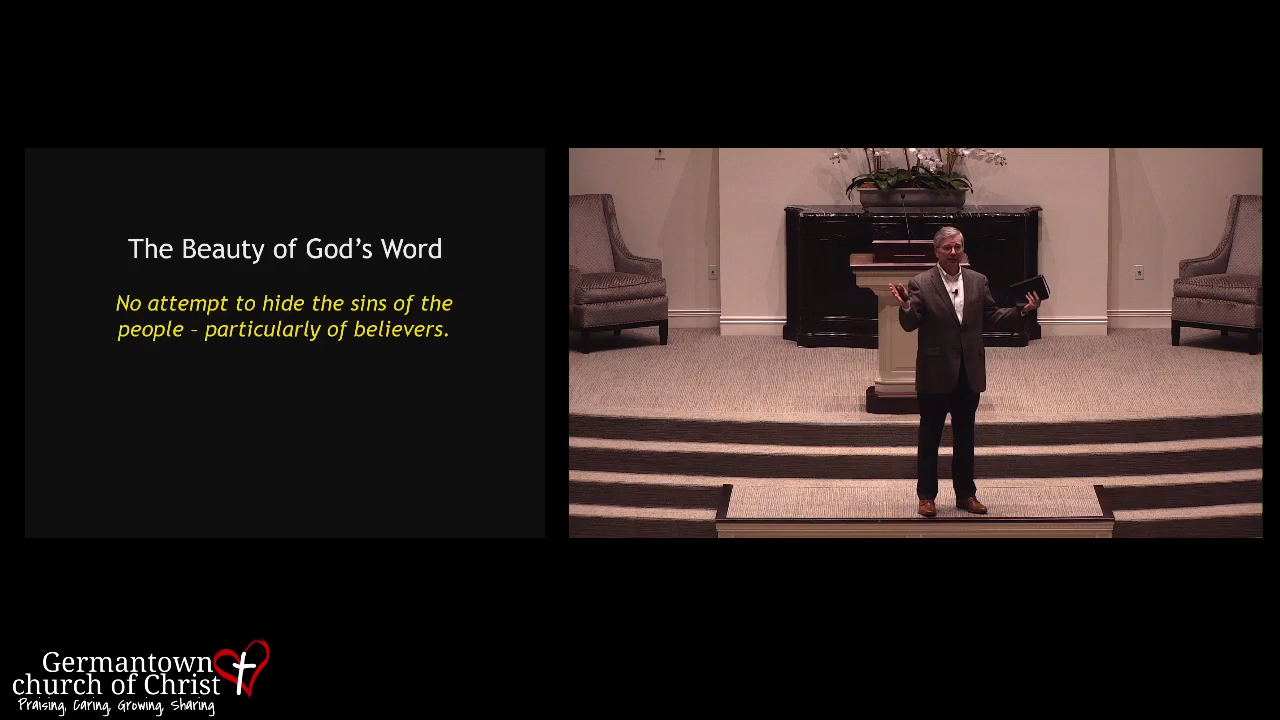 The Beauty of God’s Word
No attempt to hide the sins of the
people – particularly of believers.
Germantown
church of Christ
Praising, Caring, Growing, Sharing